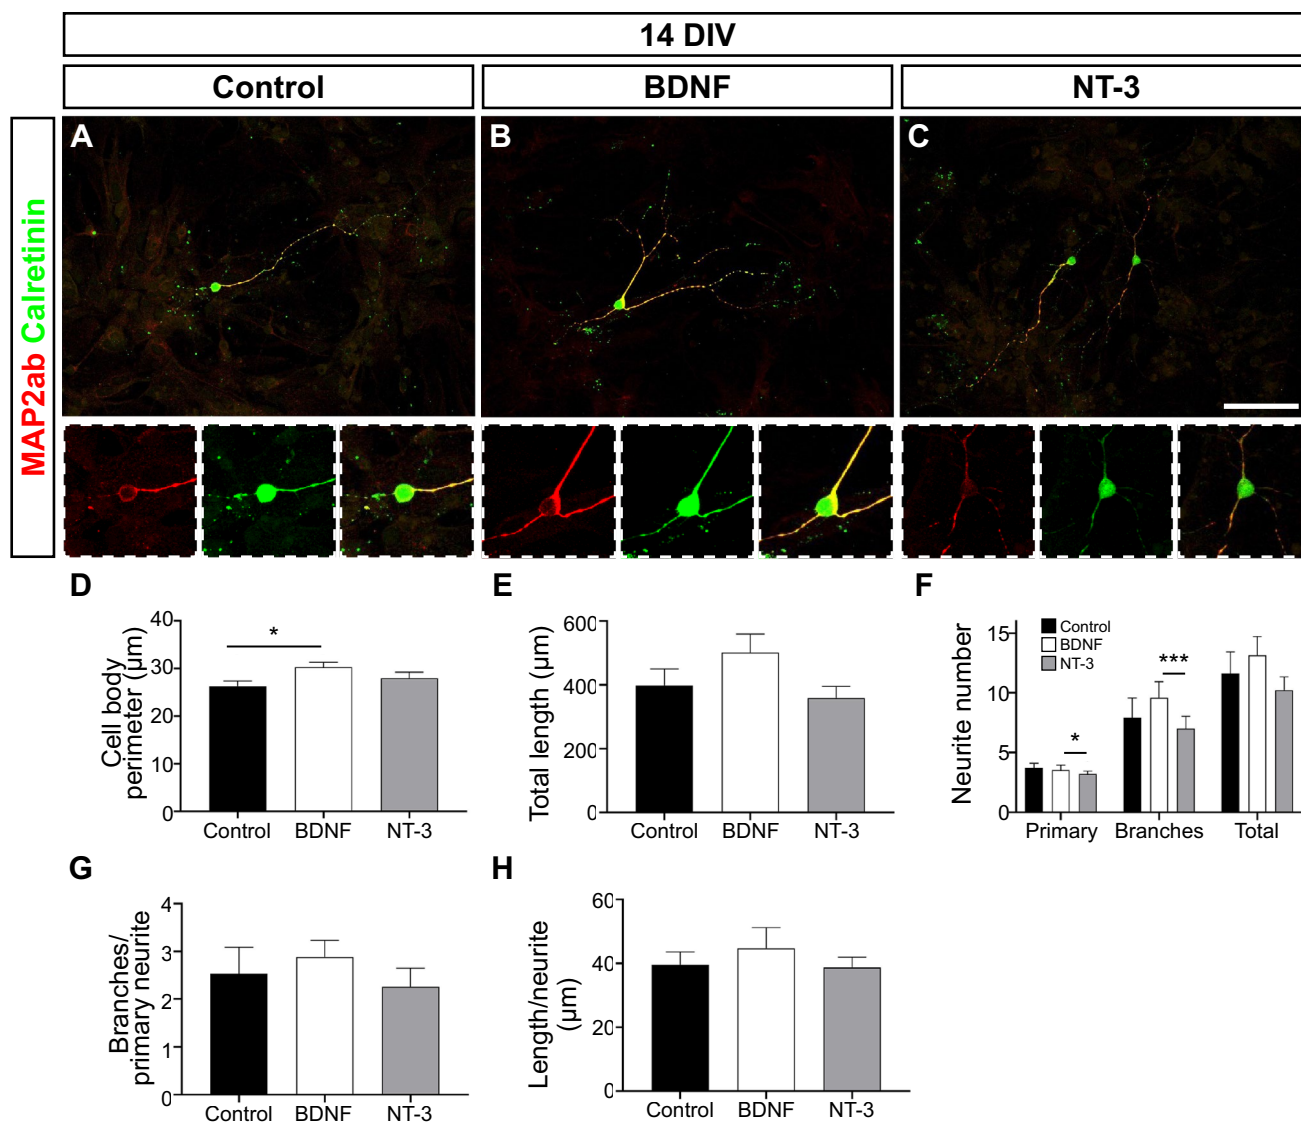 14 DIV
Control
BDNF
NT-3
MAP2ab Calretinin
A
B
C
D
Cell body
perimeter (µm)
40
30
20
10
0
*
Control
BDNF
NT-3
E
Total length (µm)
600
400
200
0
Control
BDNF
NT-3
F
Neurite number
15
10
5
0
Control
BDNF
NT-3
*
***
Primary
Branches
Total
G
Branches/
primary neurite
4
3
2
1
0
Control
BDNF
NT-3
H
Length/neurite
(µm)
60
40
20
0
Control
BDNF
NT-3